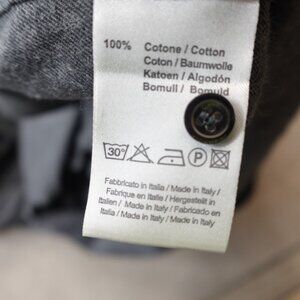 100% Cotone / Cotton
Coton / Baumwolle
Katoen / Algodón
Bomull / Bomuld
30°
P
Fabbricato in Italia / Made in Italy /
Fabrique en Italie / Hergestellt in
Italien / Made in Italy / Fabricado en
Italia / Made in Italy / Made in Italy